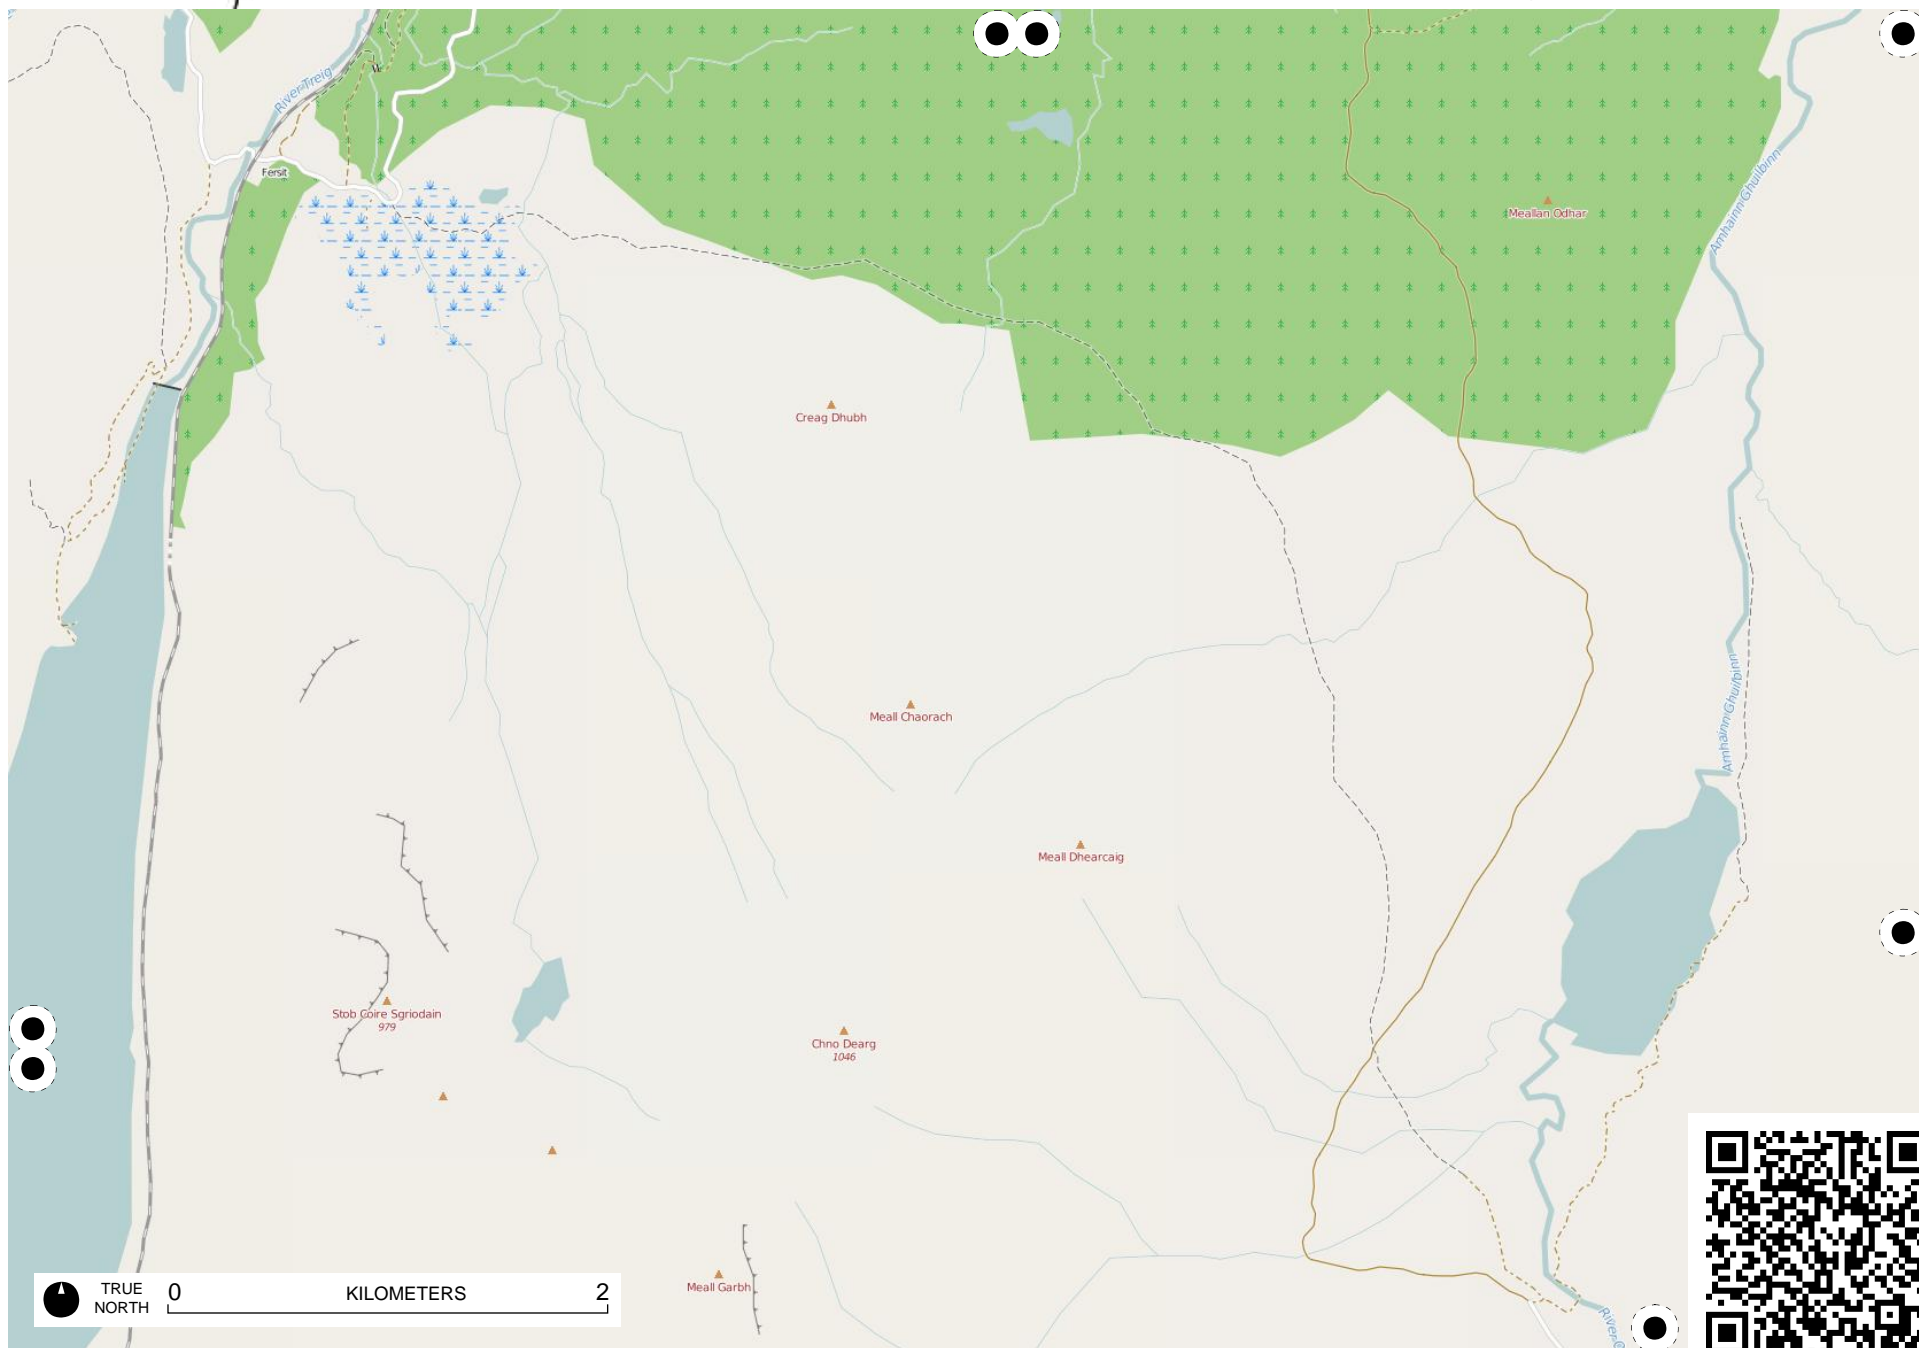 River Treig
Fersit
Meallan Odhar
Amhainn Ghuilbinn
Creag Dhubh
Amhainn Ghuilbinn
Meall Chaorach
Meall Dhearcaig
Stob Coire Sgriodain
979
Chno Dearg
1046
Meall Garbh
TRUE
NORTH
0 KILOMETERS 2
River